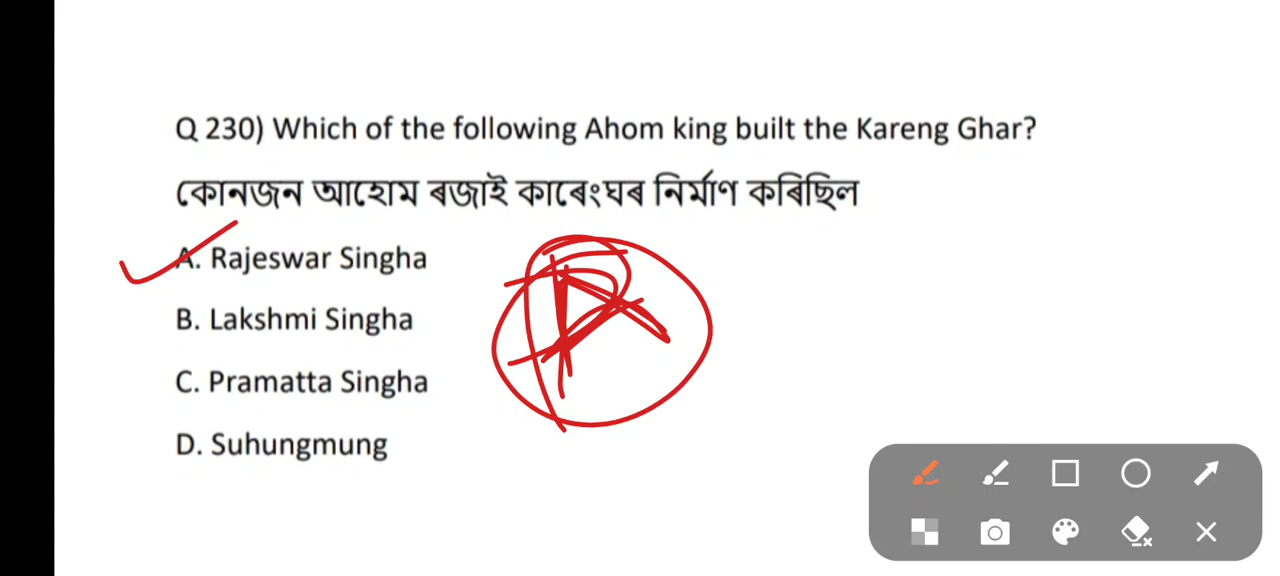 Q 230) Which of the following Ahom king built the Kareng Ghar?
কোনজন আহোম ৰজাই কাৰেংঘৰ নিৰ্মাণ কৰিছিল
A. Rajeswar Singha
B. Lakshmi Singha
C. Pramatta Singha
D. Suhungmung